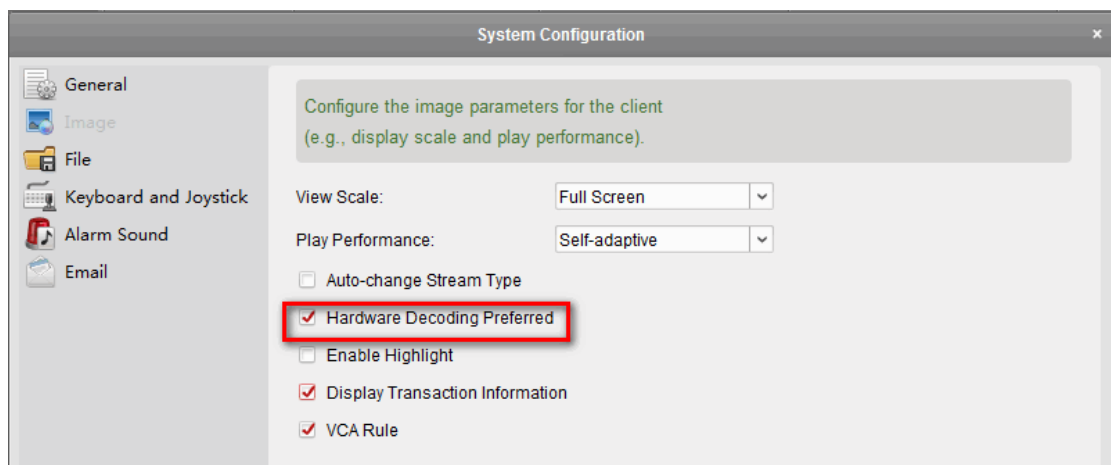 System Configuration
General
Image
File
Keyboard and Joystick
Alarm Sound
Email
Configure the image parameters for the client
(e.g., display scale and play performance).
View Scale: Full Screen
Play Performance: Self-adaptive
Auto-change Stream Type
Hardware Decoding Preferred
Enable Highlight
Display Transaction Information
VCA Rule